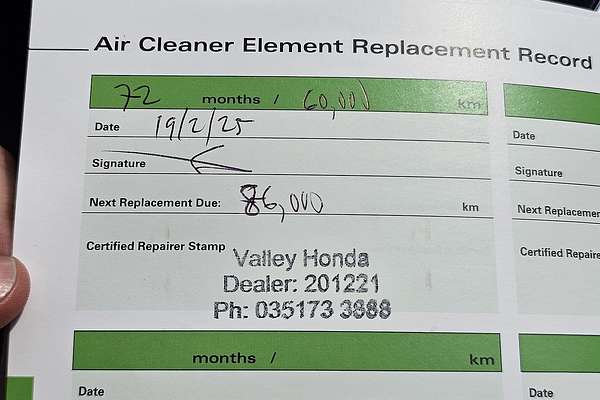 Air Cleaner Element Replacement Record
72 months / 60,000 km
Date 19/2/25
Signature
Next Replacement Due: 86,000 km
Certified Repairer Stamp
Valley Honda
Dealer: 201221
Ph: 035173 3888
months / km
Date
Date
Signature
Next Replacemen
Certified Repaire
Date